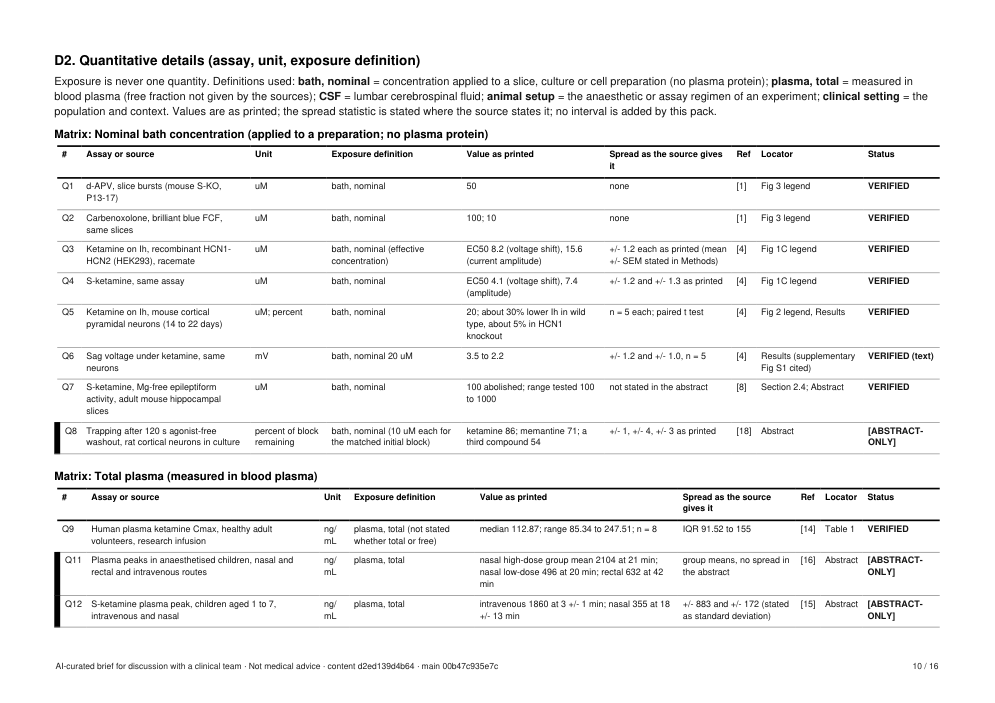 D2. Quantitative details (assay, unit, exposure definition)
Exposure is never one quantity. Definitions used: bath, nominal = concentration applied to a slice, culture or cell preparation (no plasma protein); plasma, total = measured in
blood plasma (free fraction not given by the sources); CSF = lumbar cerebrospinal fluid; animal setup = the anaesthetic or assay regimen of an experiment; clinical setting = the
population and context. Values are as printed; the spread statistic is stated where the source states it; no interval is added by this pack.
Matrix: Nominal bath concentration (applied to a preparation; no plasma protein)
# Assay or source Unit Exposure definition Value as printed Spread as the source gives Ref Locator Status
it
Q1 d-APV, slice bursts (mouse S-KO, uM bath, nominal 50 none [1] Fig 3 legend VERIFIED
P13-17)
Q2 Carbenoxolone, brilliant blue FCF, uM bath, nominal 100; 10 none [1] Fig 3 legend VERIFIED
same slices
Q3 Ketamine on Ih, recombinant HCN1- uM bath, nominal (effective EC50 8.2 (voltage shift), 15.6 +/- 1.2 each as printed (mean [4] Fig 1C legend VERIFIED
HCN2 (HEK293), racemate concentration) (current amplitude) +/- SEM stated in Methods)
Q4 S-ketamine, same assay uM bath, nominal EC50 4.1 (voltage shift), 7.4 +/- 1.2 and +/- 1.3 as printed [4] Fig 1C legend VERIFIED
(amplitude)
Q5 Ketamine on Ih, mouse cortical uM; percent bath, nominal 20; about 30% lower Ih in wild n = 5 each; paired t test [4] Fig 2 legend, Results VERIFIED
pyramidal neurons (14 to 22 days) type, about 5% in HCN1
knockout
Q6 Sag voltage under ketamine, same mV bath, nominal 20 uM 3.5 to 2.2 +/- 1.2 and +/- 1.0, n = 5 [4] Results (supplementary VERIFIED (text)
neurons Fig S1 cited)
Q7 S-ketamine, Mg-free epileptiform uM bath, nominal 100 abolished; range tested 100 not stated in the abstract [8] Section 2.4; Abstract VERIFIED
activity, adult mouse hippocampal to 1000
slices
Q8 Trapping after 120 s agonist-free percent of block bath, nominal (10 uM each for ketamine 86; memantine 71; a +/- 1, +/- 4, +/- 3 as printed [18] Abstract [ABSTRACT-
washout, rat cortical neurons in culture remaining the matched initial block) third compound 54 ONLY]
Matrix: Total plasma (measured in blood plasma)
# Assay or source Unit Exposure definition Value as printed Spread as the source Ref Locator Status
gives it
Q9 Human plasma ketamine Cmax, healthy adult ng/ plasma, total (not stated median 112.87; range 85.34 to 247.51; n = 8 IQR 91.52 to 155 [14] Table 1 VERIFIED
volunteers, research infusion mL whether total or free)
Q11 Plasma peaks in anaesthetised children, nasal and ng/ plasma, total nasal high-dose group mean 2104 at 21 min; group means, no spread in [16] Abstract [ABSTRACT-
rectal and intravenous routes mL nasal low-dose 496 at 20 min; rectal 632 at 42 the abstract ONLY]
min
Q12 S-ketamine plasma peak, children aged 1 to 7, ng/ plasma, total intravenous 1860 at 3 +/- 1 min; nasal 355 at 18 +/- 883 and +/- 172 (stated [15] Abstract [ABSTRACT-
intravenous and nasal mL +/- 13 min as standard deviation) ONLY]
AI-curated brief for discussion with a clinical team · Not medical advice · content d2ed139d4b64 · main 00b47c935e7c 10 / 16